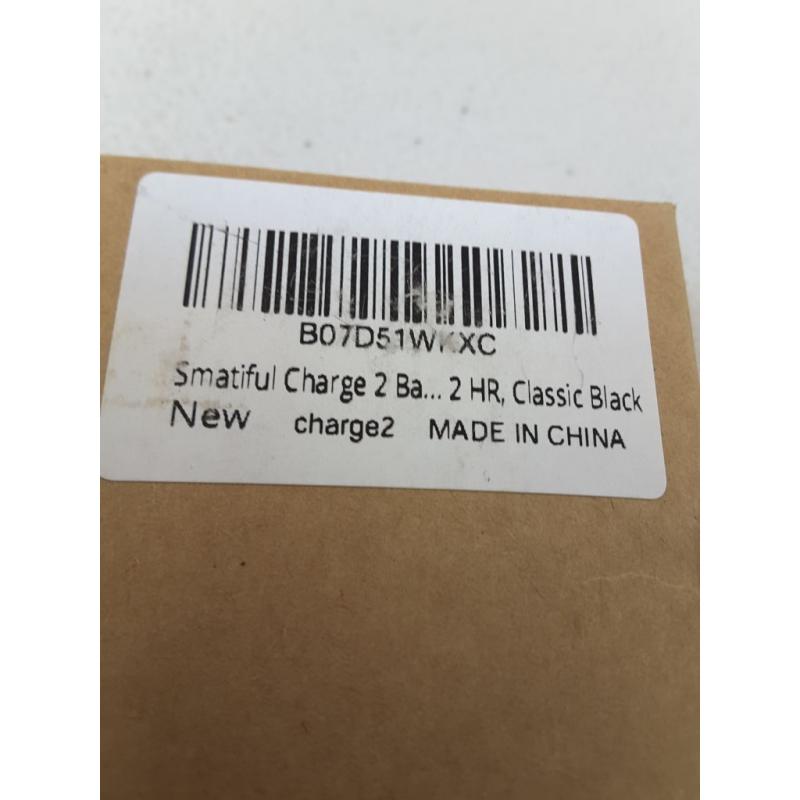 B07D51WKXC
Smatiful Charge 2 Ba... 2 HR, Classic Black
New charge2 MADE IN CHINA